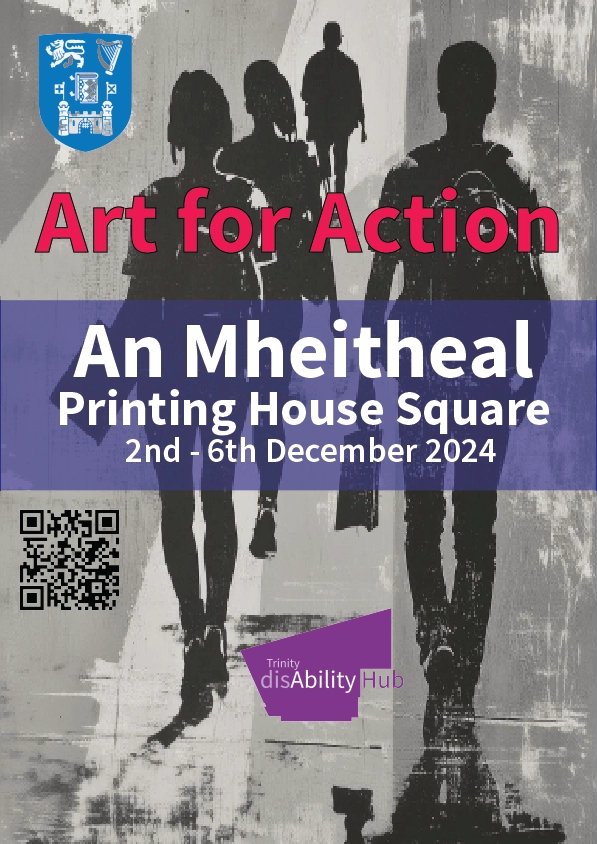 Art for Action
An Mheitheal
Printing House Square
2nd - 6th December 2024
Trinity
disAbility Hub